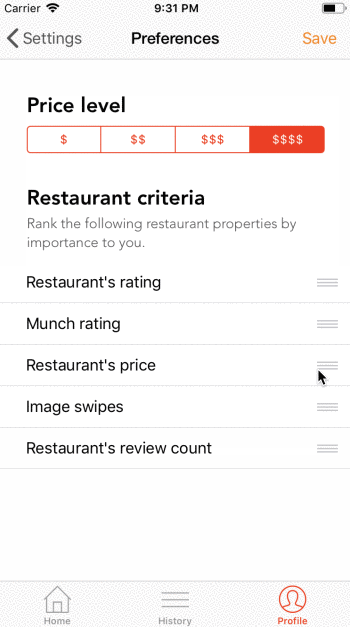 Carrier 9:31 PM
Settings Preferences Save
Price level
$ $$ $$$ $$$$
Restaurant criteria
Rank the following restaurant properties by
importance to you.
Restaurant's rating
Munch rating
Restaurant's price
Image swipes
Restaurant's review count
Home History Profile